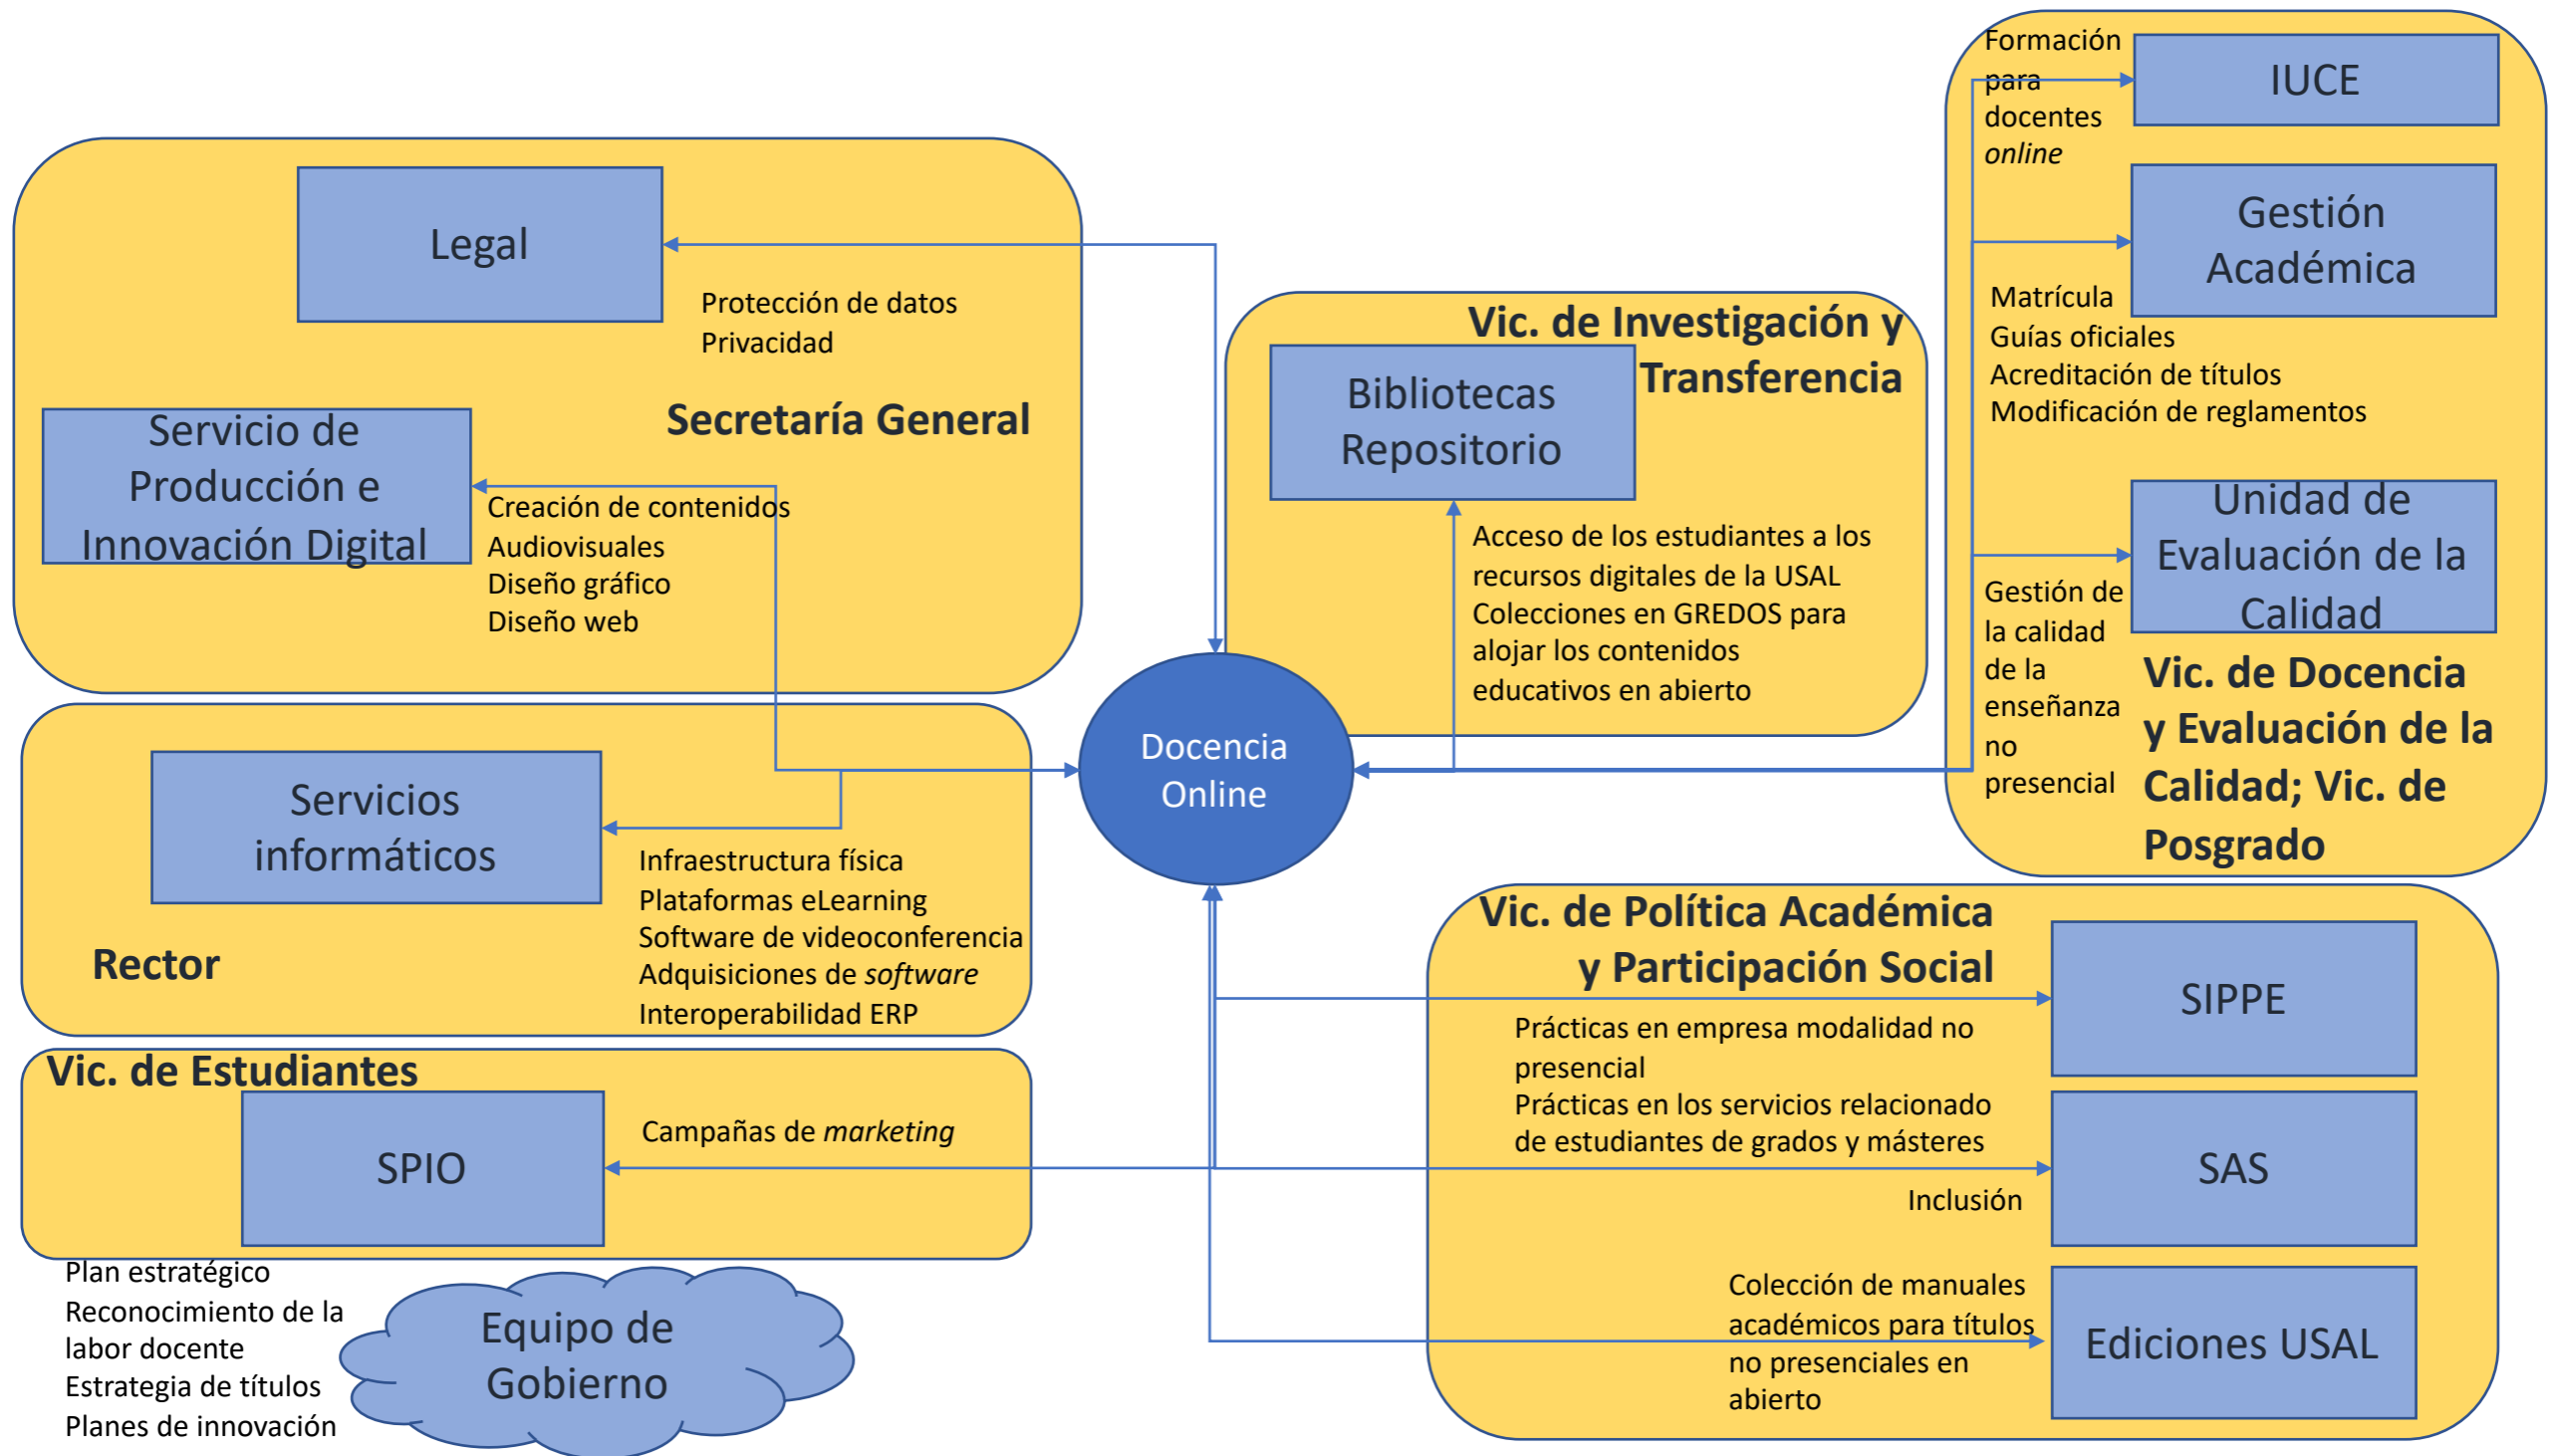 Legal
Protección de datos
Privacidad
Secretaría General
Servicio de
Producción e
Innovación Digital
Creación de contenidos
Audiovisuales
Diseño gráfico
Diseño web
Servicios
informáticos
Rector
Infraestructura física
Plataformas eLearning
Software de videoconferencia
Adquisiciones de software
Interoperabilidad ERP
Vic. de Estudiantes
SPIO
Campañas de marketing
Plan estratégico
Reconocimiento de la
labor docente
Estrategia de títulos
Planes de innovación
Equipo de
Gobierno
Docencia
Online
Vic. de Investigación y
Transferencia
Bibliotecas
Repositorio
Acceso de los estudiantes a los
recursos digitales de la USAL
Colecciones en GREDOS para
alojar los contenidos
educativos en abierto
Formación
para
docentes
online
IUCE
Gestión
Académica
Matrícula
Guías oficiales
Acreditación de títulos
Modificación de reglamentos
Unidad de
Evaluación de la
Calidad
Gestión de
la calidad
de la
enseñanza
no
presencial
Vic. de Docencia
y Evaluación de la
Calidad; Vic. de
Posgrado
Vic. de Política Académica
y Participación Social
SIPPE
Prácticas en empresa modalidad no
presencial
Prácticas en los servicios relacionado
de estudiantes de grados y másteres
SAS
Inclusión
Colección de manuales
académicos para títulos
no presenciales en
abierto
Ediciones USAL